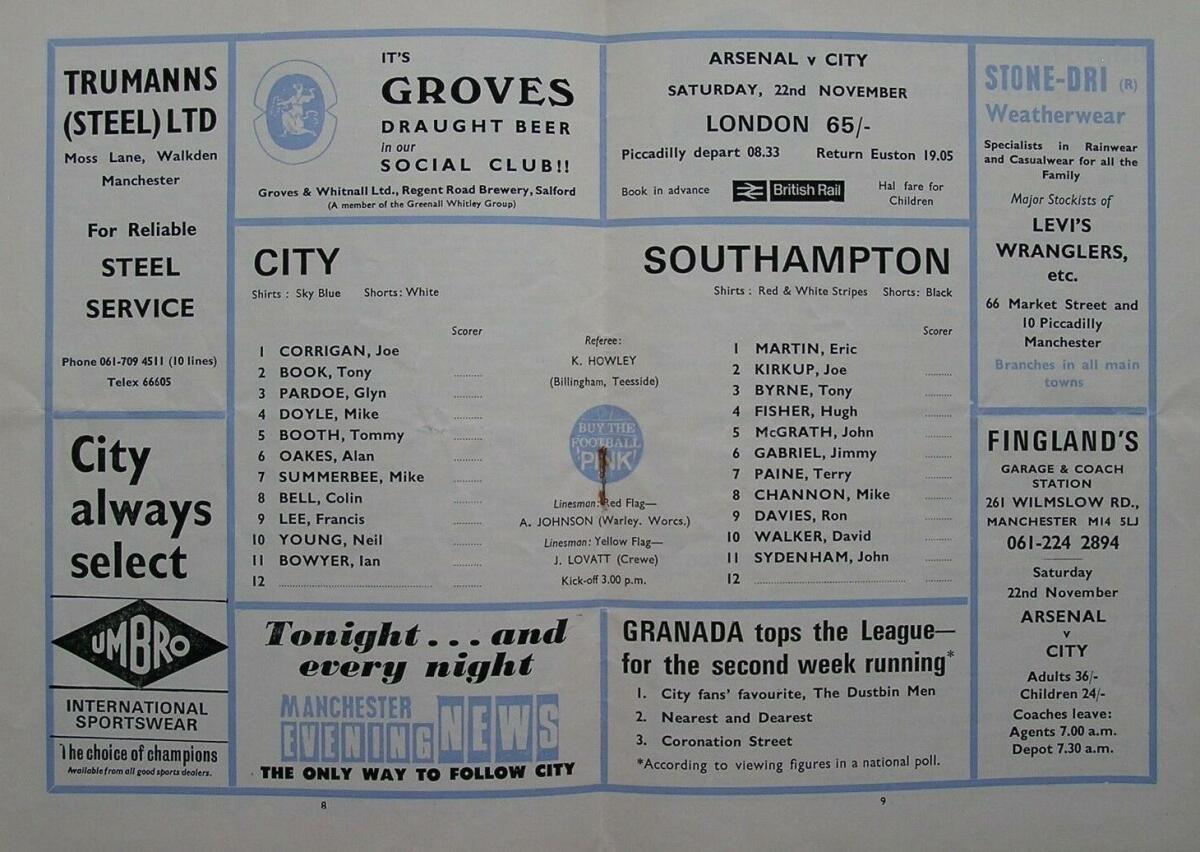 TRUMANNS
(STEEL) LTD
Moss Lane, Walkden
Manchester
For Reliable
STEEL
SERVICE
Phone 061-709 4511 (10 lines)
Telex 66605
City
always
select
UMBRO
INTERNATIONAL
SPORTSWEAR
The choice of champions
Available from all good sports dealers.
IT'S
GROVES
DRAUGHT BEER
in our
SOCIAL CLUB!!
Groves & Whitnall Ltd., Regent Road Brewery, Salford
(A member of the Greenall Whitley Group)
ARSENAL v CITY
SATURDAY, 22nd NOVEMBER
LONDON 65/-
Piccadilly depart 08.33 Return Euston 19.05
Book in advance
British Rail
Hal fare for
Children
CITY
Shirts : Sky Blue Shorts: White
Scorer
1 CORRIGAN, Joe
2 BOOK, Tony ..........
3 PARDOE, Glyn ..........
4 DOYLE, Mike ..........
5 BOOTH, Tommy ..........
6 OAKES, Alan ..........
7 SUMMERBEE, Mike ..........
8 BELL, Colin ..........
9 LEE, Francis ..........
10 YOUNG, Neil ..........
11 BOWYER, Ian ..........
12 .................................................. ..........
Referee:
K. HOWLEY
(Billingham, Teesside)
BUY THE
FOOTBALL
'PINK'
Linesman: Red Flag—
A. JOHNSON (Warley. Worcs.)
Linesman: Yellow Flag—
J. LOVATT (Crewe)
Kick-off 3.00 p.m.
SOUTHAMPTON
Shirts : Red & White Stripes Shorts: Black
Scorer
1 MARTIN, Eric
2 KIRKUP, Joe ..........
3 BYRNE, Tony ..........
4 FISHER, Hugh ..........
5 McGRATH, John ..........
6 GABRIEL, Jimmy ..........
7 PAINE, Terry ..........
8 CHANNON, Mike ..........
9 DAVIES, Ron ..........
10 WALKER, David ..........
11 SYDENHAM, John ..........
12 .................................................. ..........
Tonight . . . and
every night
MANCHESTER
EVENING NEWS
THE ONLY WAY TO FOLLOW CITY
GRANADA tops the League—
for the second week running*
1. City fans' favourite, The Dustbin Men
2. Nearest and Dearest
3. Coronation Street
*According to viewing figures in a national poll.
STONE-DRI (R)
Weatherwear
Specialists in Rainwear
and Casualwear for all the
Family
Major Stockists of
LEVI'S
WRANGLERS,
etc.
66 Market Street and
10 Piccadilly
Manchester
Branches in all main
towns
FINGLAND'S
GARAGE & COACH
STATION
261 WILMSLOW RD.,
MANCHESTER M14 5LJ
061-224 2894
Saturday
22nd November
ARSENAL
v
CITY
Adults 36/-
Children 24/-
Coaches leave:
Agents 7.00 a.m.
Depot 7.30 a.m.
8
9